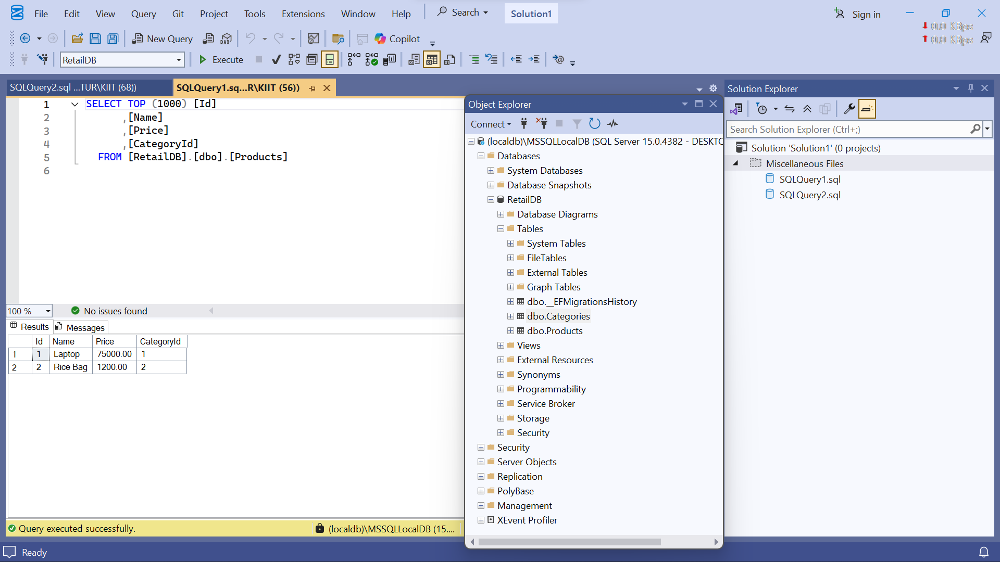 File Edit View Query Git Project Tools Extensions Window Help Search Solution1 Sign in
New Query DAX Copilot
RetailDB Execute
SQLQuery2.sql ...TUR\KIIT (68)) SQLQuery1.sq...R\KIIT (56))
1 SELECT TOP (1000) [Id]
2 ,[Name]
3 ,[Price]
4 ,[CategoryId]
5 FROM [RetailDB].[dbo].[Products]
6
100 % No issues found
Results Messages
Id Name Price CategoryId
1 1 Laptop 75000.00 1
2 2 Rice Bag 1200.00 2
Query executed successfully. (localdb)\MSSQLLocalDB (15....
Object Explorer
Connect
(localdb)\MSSQLLocalDB (SQL Server 15.0.4382 - DESKTO
Databases
System Databases
Database Snapshots
RetailDB
Database Diagrams
Tables
System Tables
FileTables
External Tables
Graph Tables
dbo.__EFMigrationsHistory
dbo.Categories
dbo.Products
Views
External Resources
Synonyms
Programmability
Service Broker
Storage
Security
Security
Server Objects
Replication
PolyBase
Management
XEvent Profiler
Solution Explorer
Search Solution Explorer (Ctrl+;)
Solution 'Solution1' (0 projects)
Miscellaneous Files
SQLQuery1.sql
SQLQuery2.sql
Ready